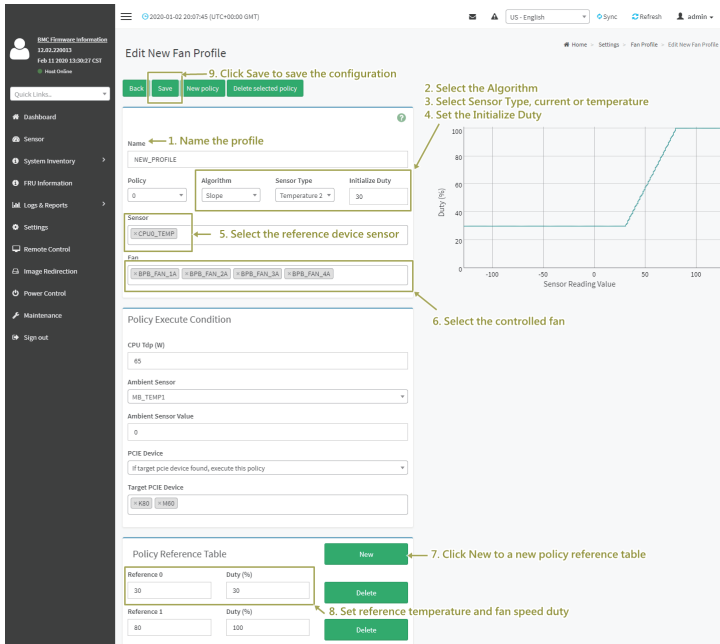 2020-01-02 20:07:45 (UTC+00:00 GMT)
US - English
Sync
Refresh
admin
BMC Firmware Information
12.02.220013
Feb 11 2020 13:30:27 CST
Host Online
Quick Links...
Dashboard
Sensor
System Inventory
FRU Information
Logs & Reports
Settings
Remote Control
Image Redirection
Power Control
Maintenance
Sign out
Edit New Fan Profile
Home > Settings > Fan Profile > Edit New Fan Profile
9. Click Save to save the configuration
Back
Save
New policy
Delete selected policy
2. Select the Algorithm
3. Select Sensor Type, current or temperature
4. Set the Initialize Duty
Name
1. Name the profile
NEW_PROFILE
Policy
Algorithm
Sensor Type
Initialize Duty
0
Slope
Temperature 2
30
Sensor
×CPU0_TEMP
5. Select the reference device sensor
Fan
×BPB_FAN_1A ×BPB_FAN_2A ×BPB_FAN_3A ×BPB_FAN_4A
100
80
60
40
20
0
Duty (%)
-100 -50 0 50 100
Sensor Reading Value
6. Select the controlled fan
Policy Execute Condition
CPU Tdp (W)
65
Ambient Sensor
MB_TEMP1
Ambient Sensor Value
0
PCIE Device
If target pcie device found, execute this policy
Target PCIE Device
×K80 ×M60
Policy Reference Table
New
7. Click New to a new policy reference table
Reference 0
Duty (%)
30
30
Delete
8. Set reference temperature and fan speed duty
Reference 1
Duty (%)
80
100
Delete